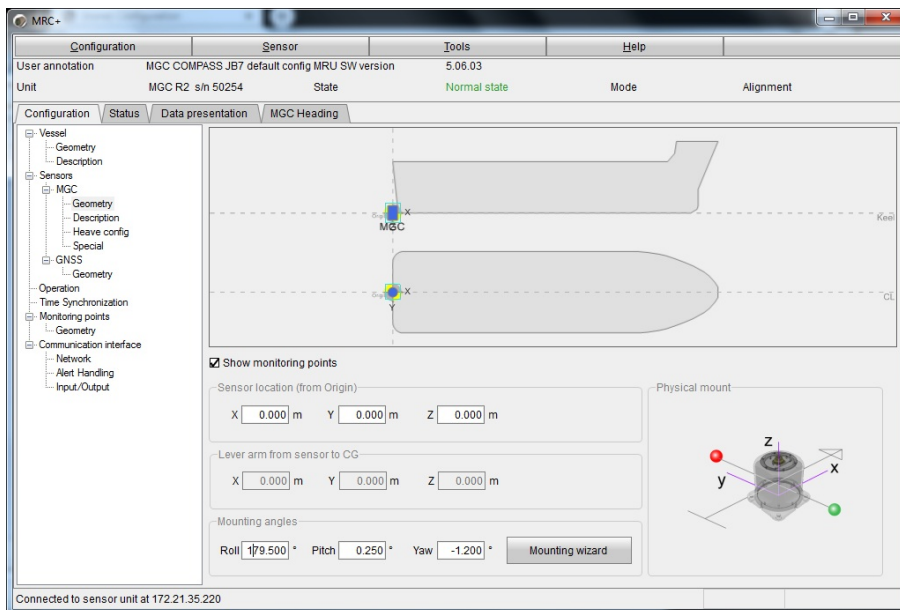 MRC+
Configuration Sensor Tools Help
User annotation MGC COMPASS JB7 default config MRU SW version 5.06.03
Unit MGC R2 s/n 50254 State Normal state Mode Alignment
Configuration Status Data presentation MGC Heading
Vessel
Geometry
Description
Sensors
MGC
Geometry
Description
Heave config
Special
GNSS
Geometry
Operation
Time Synchronization
Monitoring points
Geometry
Communication interface
Network
Alert Handling
Input/Output
X
Keel
MGC
X
CL
Y
Show monitoring points
Sensor location (from Origin)
X 0.000 m Y 0.000 m Z 0.000 m
Lever arm from sensor to CG
X 0.000 m Y 0.000 m Z 0.000 m
Mounting angles
Roll 179.500 ° Pitch 0.250 ° Yaw -1.200 ° Mounting wizard
Physical mount
z
x
y
Connected to sensor unit at 172.21.35.220